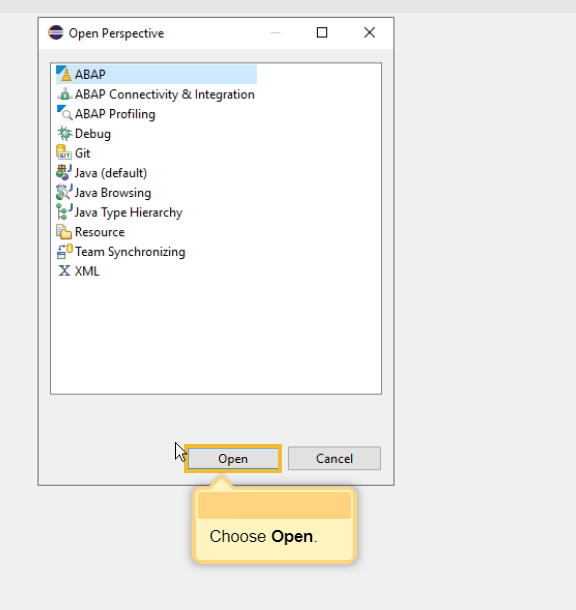 Open Perspective
ABAP
ABAP Connectivity & Integration
ABAP Profiling
Debug
Git
Java (default)
Java Browsing
Java Type Hierarchy
Resource
Team Synchronizing
XML
Open
Cancel
Choose Open.